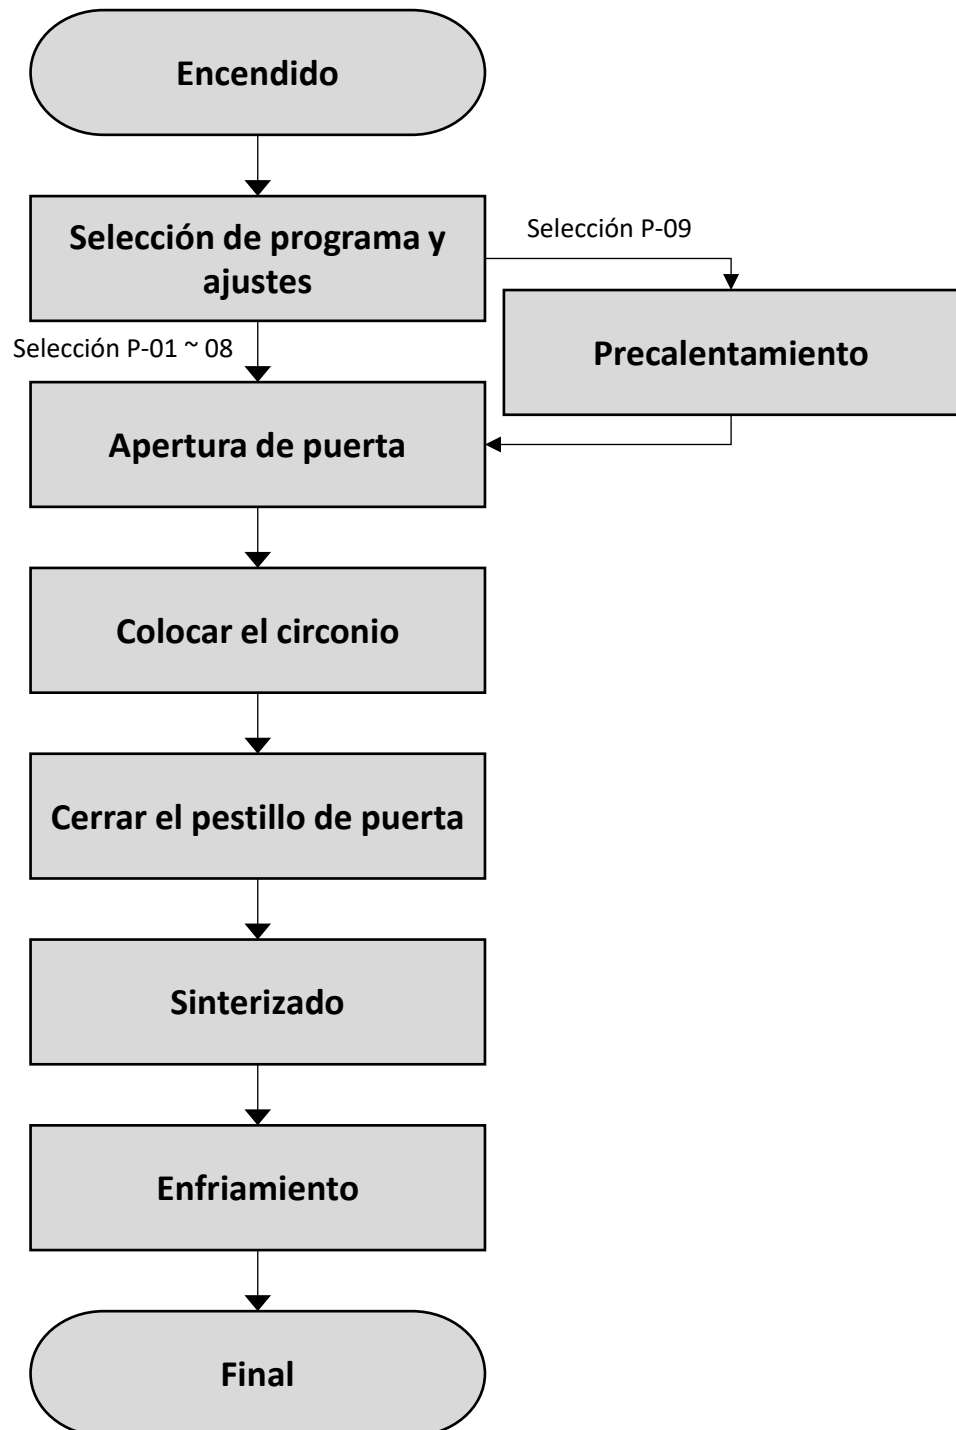 Encendido
Selección de programa y
ajustes
Selección P-09
Selección P-01 ~ 08
Precalentamiento
Apertura de puerta
Colocar el circonio
Cerrar el pestillo de puerta
Sinterizado
Enfriamiento
Final